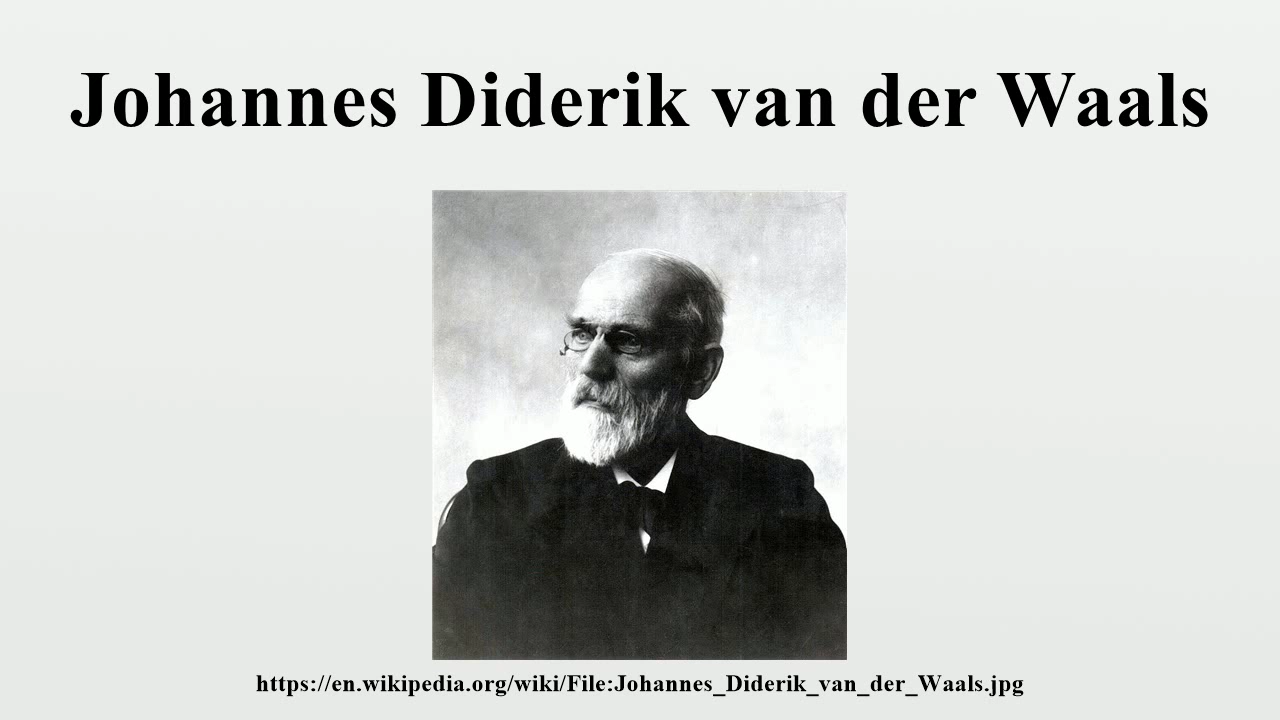 Johannes Diderik van der Waals
https://en.wikipedia.org/wiki/File:Johannes_Diderik_van_der_Waals.jpg